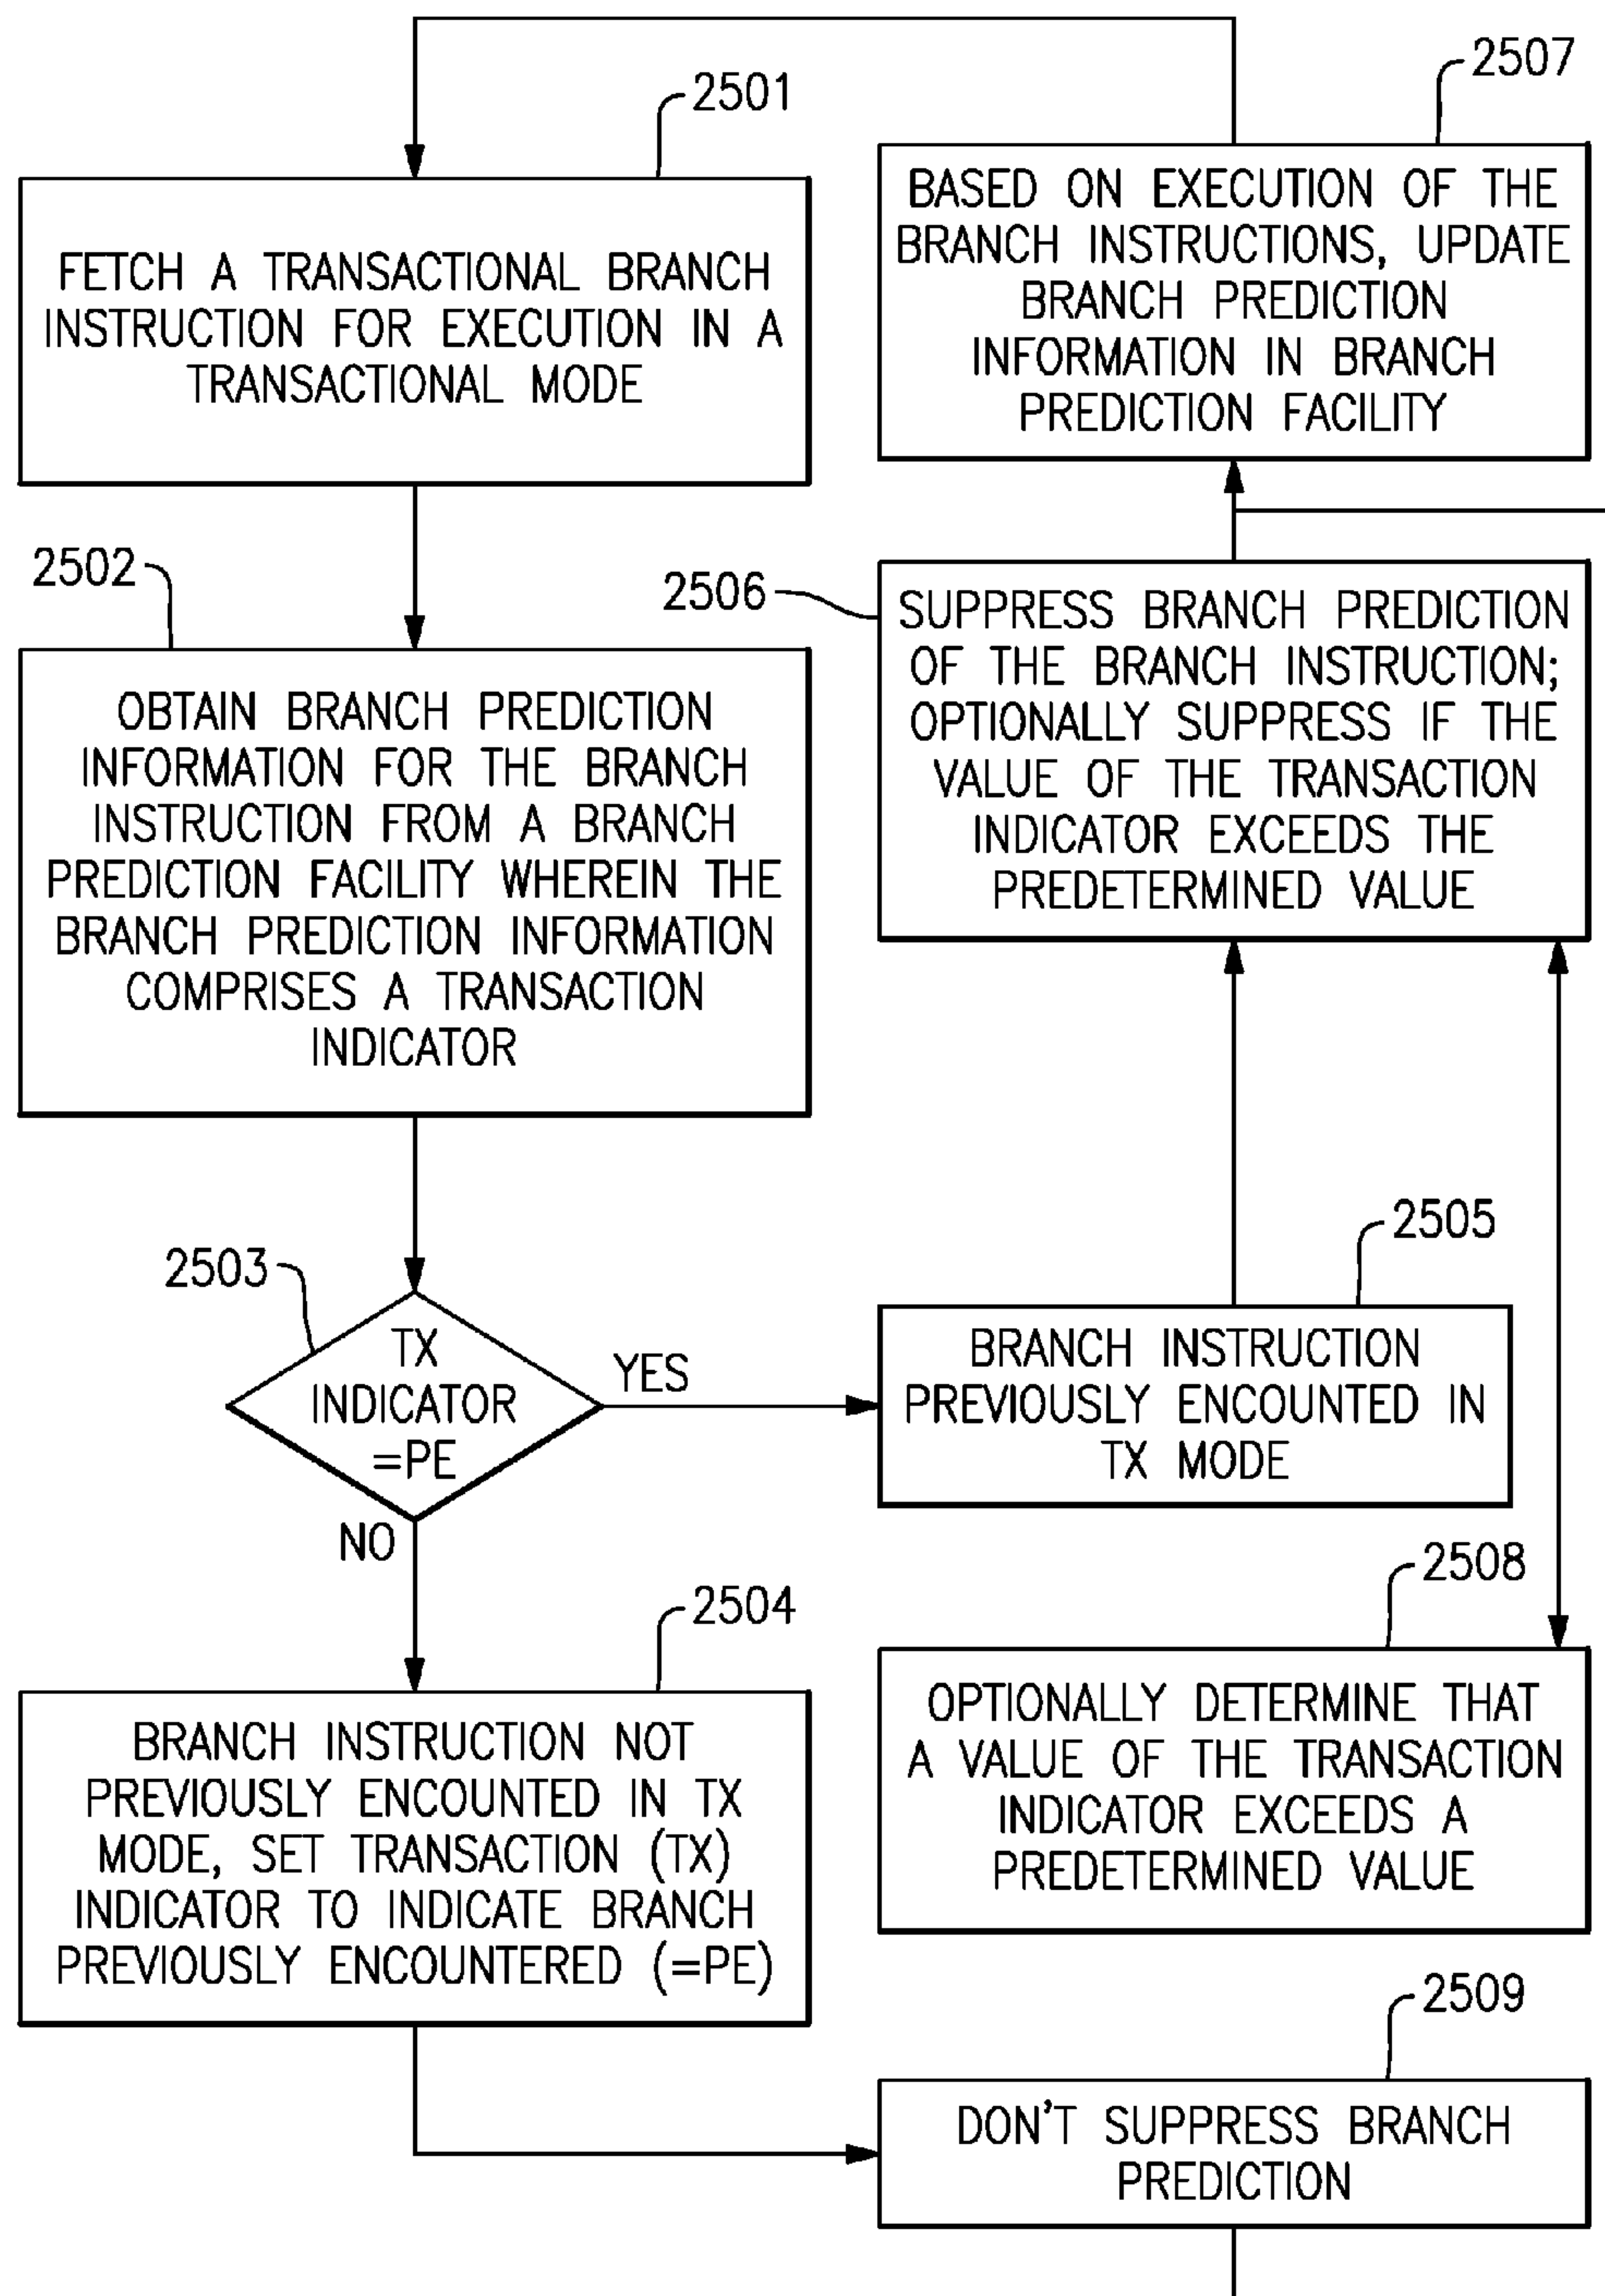 2501
FETCH A TRANSACTIONAL BRANCH
INSTRUCTION FOR EXECUTION IN A
TRANSACTIONAL MODE
2502
OBTAIN BRANCH PREDICTION
INFORMATION FOR THE BRANCH
INSTRUCTION FROM A BRANCH
PREDICTION FACILITY WHEREIN THE
BRANCH PREDICTION INFORMATION
COMPRISES A TRANSACTION
INDICATOR
2503
TX
INDICATOR
=PE
YES
NO
2504
BRANCH INSTRUCTION NOT
PREVIOUSLY ENCOUNTED IN TX
MODE, SET TRANSACTION (TX)
INDICATOR TO INDICATE BRANCH
PREVIOUSLY ENCOUNTERED (=PE)
2507
BASED ON EXECUTION OF THE
BRANCH INSTRUCTIONS, UPDATE
BRANCH PREDICTION
INFORMATION IN BRANCH
PREDICTION FACILITY
2506
SUPPRESS BRANCH PREDICTION
OF THE BRANCH INSTRUCTION;
OPTIONALLY SUPPRESS IF THE
VALUE OF THE TRANSACTION
INDICATOR EXCEEDS THE
PREDETERMINED VALUE
2505
BRANCH INSTRUCTION
PREVIOUSLY ENCOUNTED IN
TX MODE
2508
OPTIONALLY DETERMINE THAT
A VALUE OF THE TRANSACTION
INDICATOR EXCEEDS A
PREDETERMINED VALUE
2509
DON'T SUPPRESS BRANCH
PREDICTION